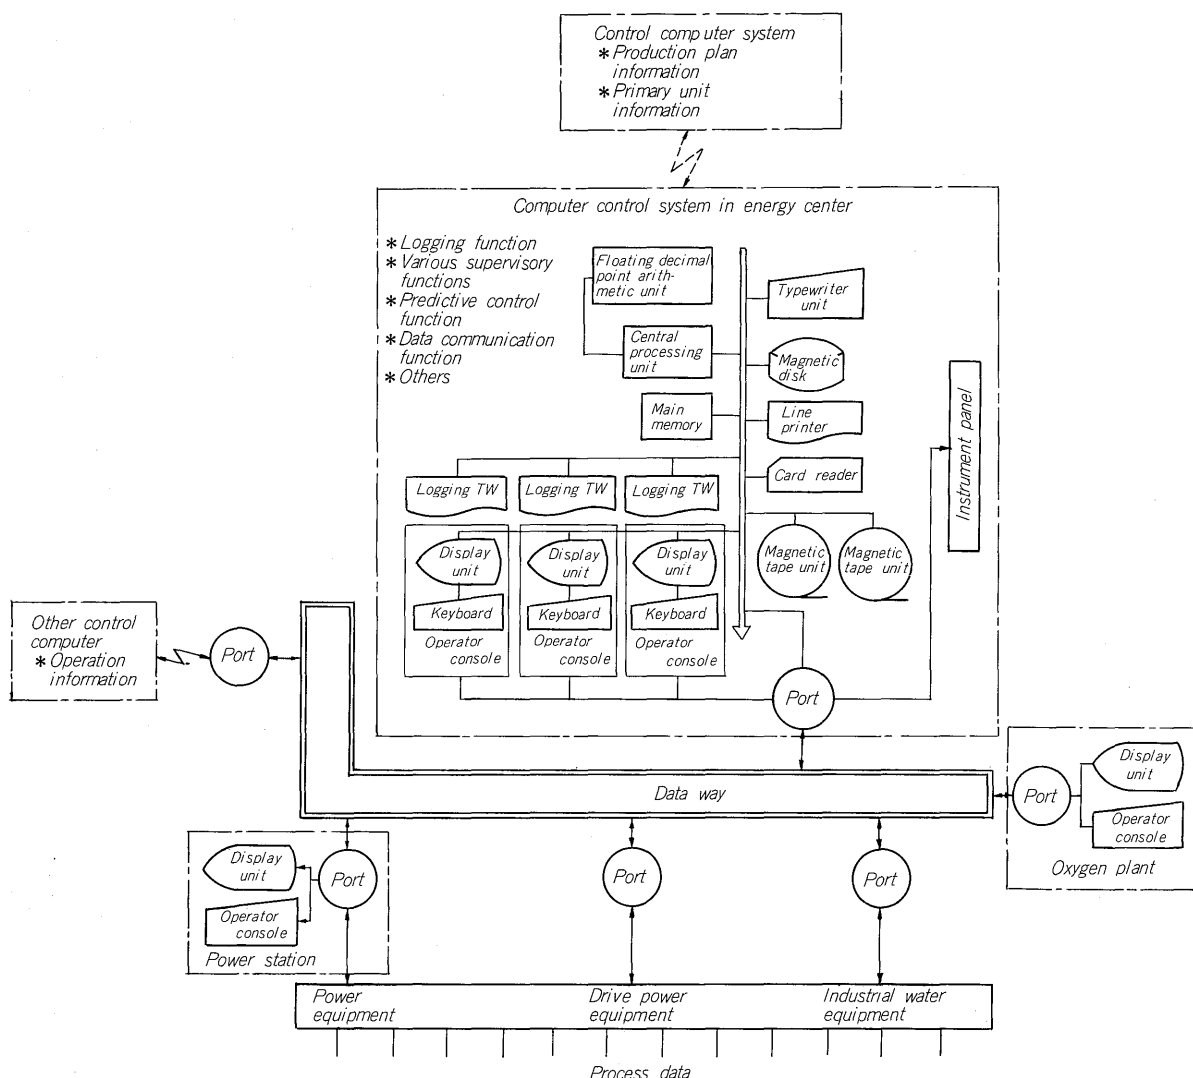 Control computer system
* Production plan
information
* Primary unit
information
Computer control system in energy center
* Logging function
* Various supervisory
functions
* Predictive control
function
* Data communication
function
* Others
Floating decimal
point arith-
metic unit
Central
processing
unit
Main
memory
Typewriter
unit
Magnetic
disk
Line
printer
Card reader
Magnetic
tape unit
Magnetic
tape unit
Instrument panel
Logging TW
Logging TW
Logging TW
Display
unit
Keyboard
Operator
console
Display
unit
Keyboard
Operator
console
Display
unit
Keyboard
Operator
console
Port
Other control
computer
* Operation
information
Port
Data way
Port
Display
unit
Operator
console
Oxygen plant
Display
unit
Operator
console
Port
Power station
Port
Port
Power
equipment
Drive power
equipment
Industrial water
equipment
Process data